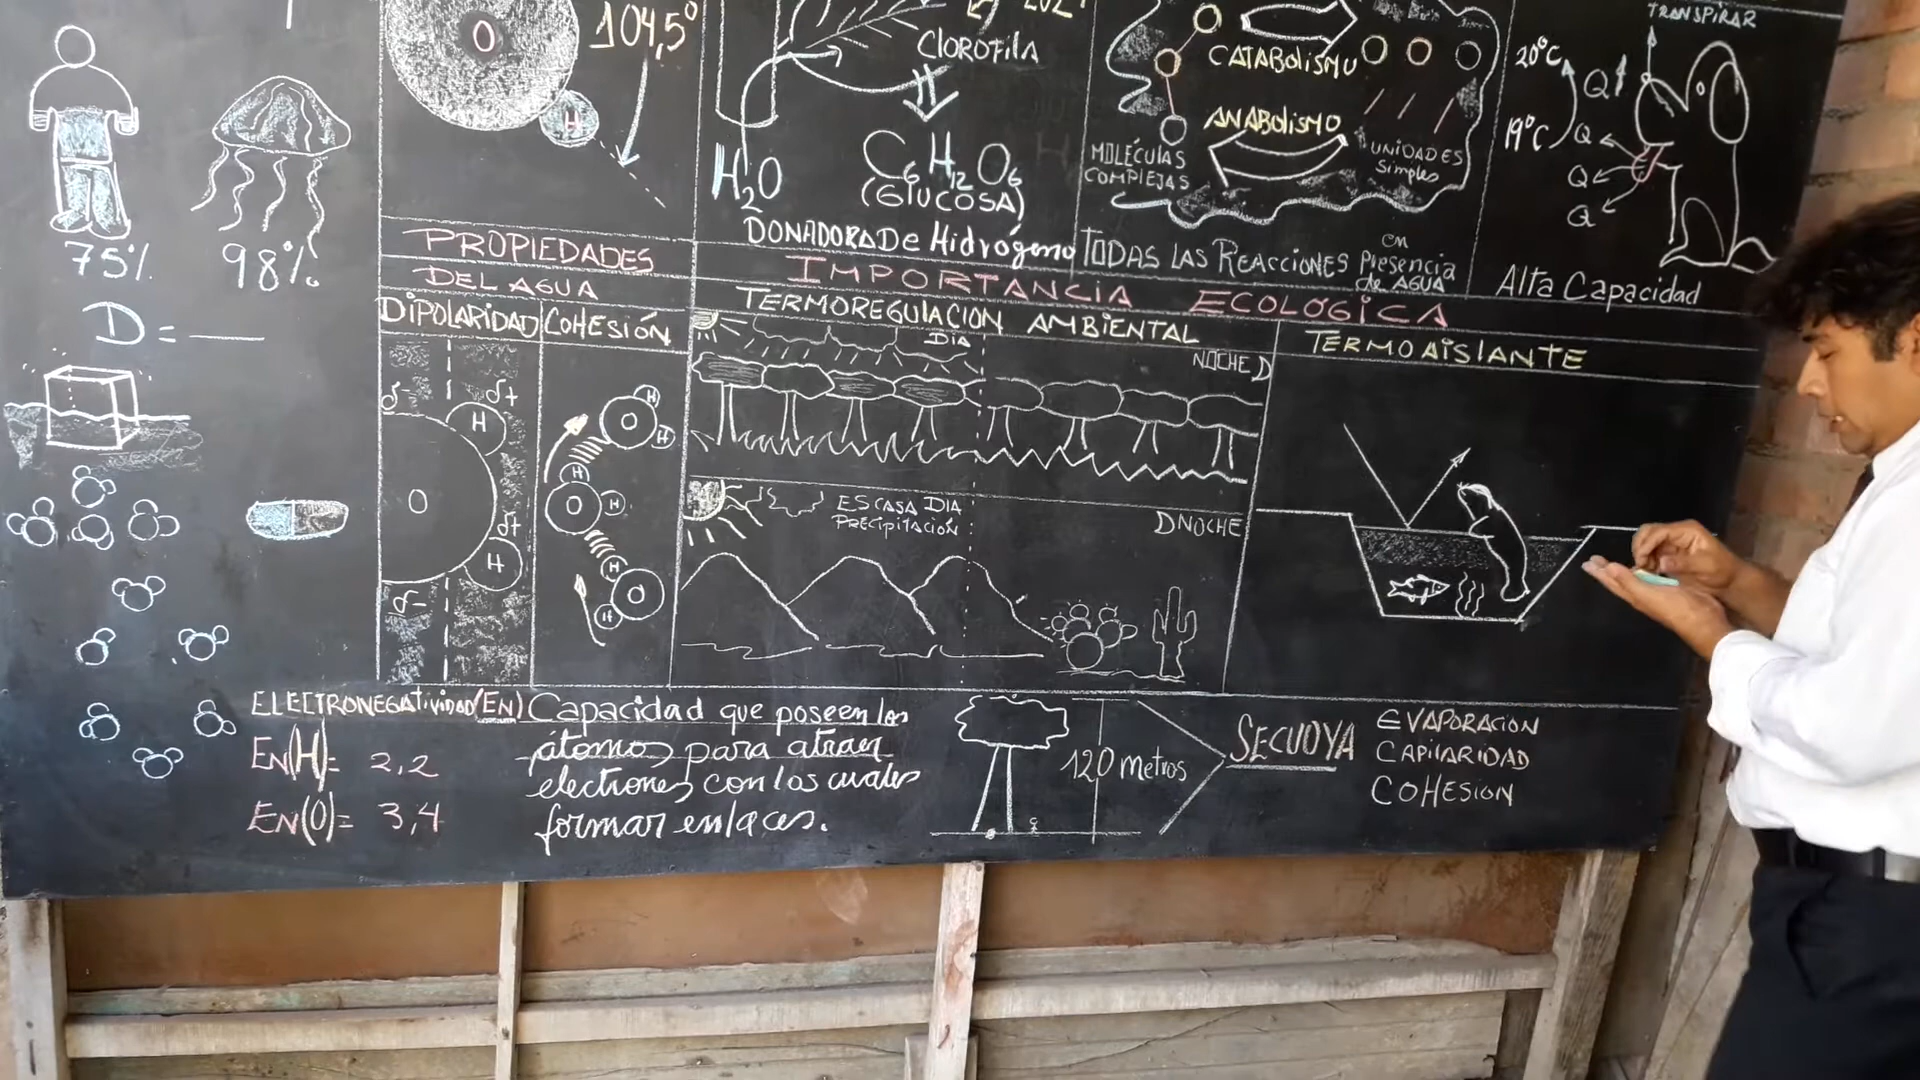 75%
98%
D =
O
H
104,5°
H2O
CLOROFILA
C6H12O6
(GLUCOSA)
DONADORA De Hidrógeno
CATABOLISMO
ANABOLISMO
MOLÉCULAS
COMPLEJAS
UNIDADES
Simples
TODAS LAS REACCIONES en Presencia
de AGUA
TRANSPIRAR
20°C
19°C
Q
Q
Q
Q
Alta Capacidad
PROPIEDADES
DEL AGUA
IMPORTANCIA ECOLÓGICA
DIPOLARIDAD
COHESIÓN
TERMOREGULACION AMBIENTAL
TERMOAISLANTE
δ-
δ+
H
O
δ+
H
δ-
O
H
H
H
O
H
H
O
H
DIA
NOCHE
ESCASA DIA
PRECIPITACIÓN
NOCHE
ELECTRONEGATIVIDAD (EN)
EN(H)= 2,2
EN(O)= 3,4
Capacidad que poseen los
átomos para atraer
electrones con los cuales
formar enlaces.
120 metros
SECUOYA
EVAPORACION
CAPILARIDAD
COHESION